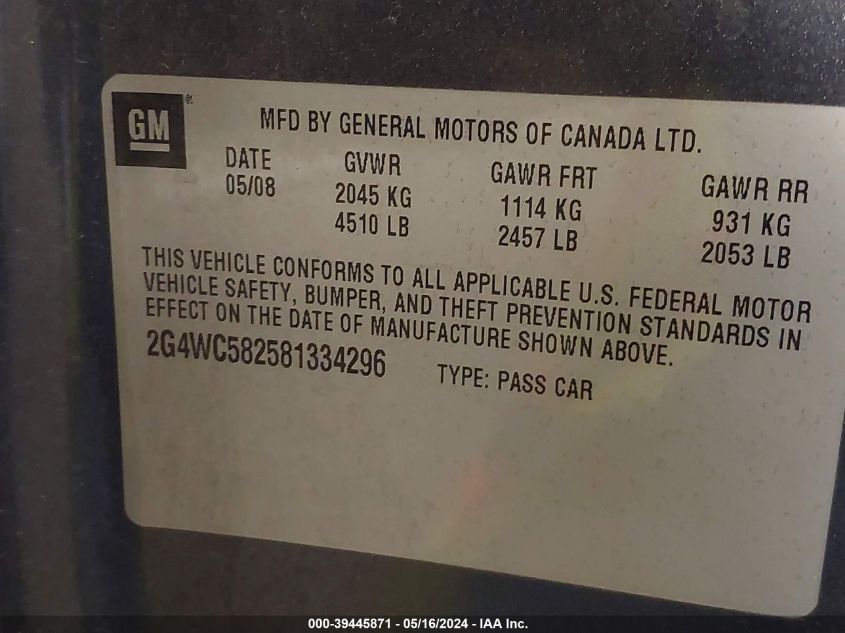 GM®
MFD BY GENERAL MOTORS OF CANADA LTD.
DATE GVWR GAWR FRT GAWR RR
05/08 2045 KG 1114 KG 931 KG
4510 LB 2457 LB 2053 LB
THIS VEHICLE CONFORMS TO ALL APPLICABLE U.S. FEDERAL MOTOR
VEHICLE SAFETY, BUMPER, AND THEFT PREVENTION STANDARDS IN
EFFECT ON THE DATE OF MANUFACTURE SHOWN ABOVE.
2G4WC582581334296 TYPE: PASS CAR
000-39445871 - 05/16/2024 - IAA Inc.